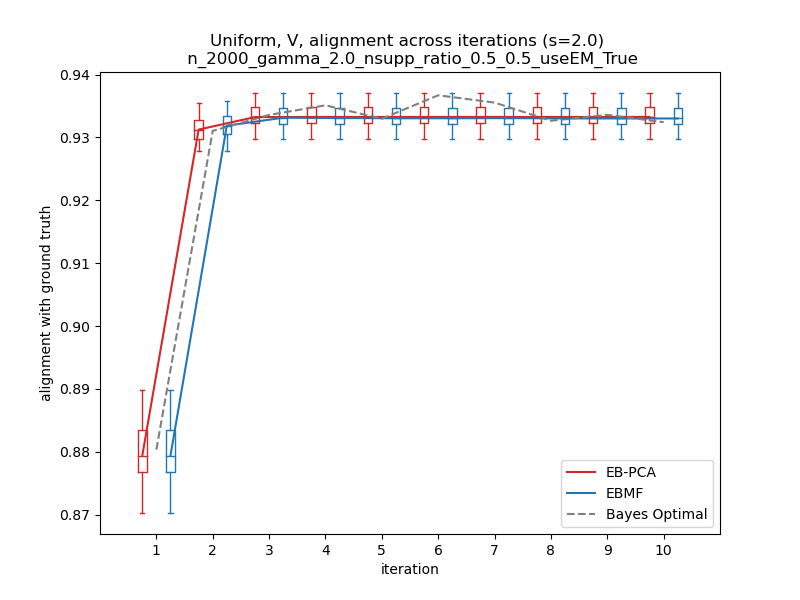 Uniform, V, alignment across iterations (s=2.0)
n_2000_gamma_2.0_nsupp_ratio_0.5_0.5_useEM_True
alignment with ground truth
0.94
0.93
0.92
0.91
0.90
0.89
0.88
0.87
EB-PCA
EBMF
Bayes Optimal
1 2 3 4 5 6 7 8 9 10
iteration